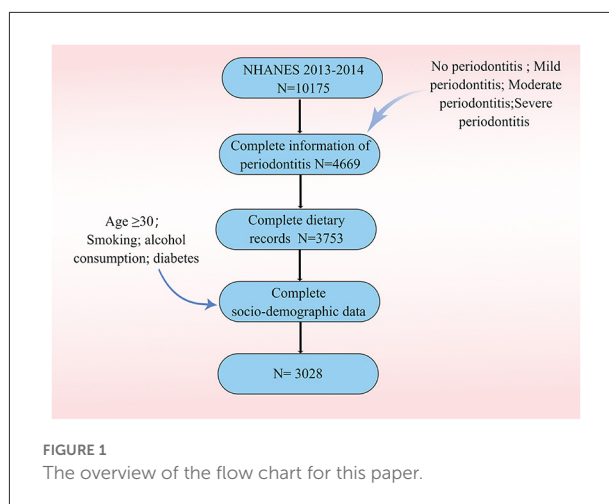 NHANES 2013-2014
N=10175
No periodontitis ; Mild
periodontitis; Moderate
periodontitis;Severe
periodontitis
Complete information of
periodontitis N=4669
Complete dietary
records N=3753
Age ≥30;
Smoking; alcohol
consumption; diabetes
Complete
socio-demographic data
N= 3028
FIGURE 1
The overview of the flow chart for this paper.